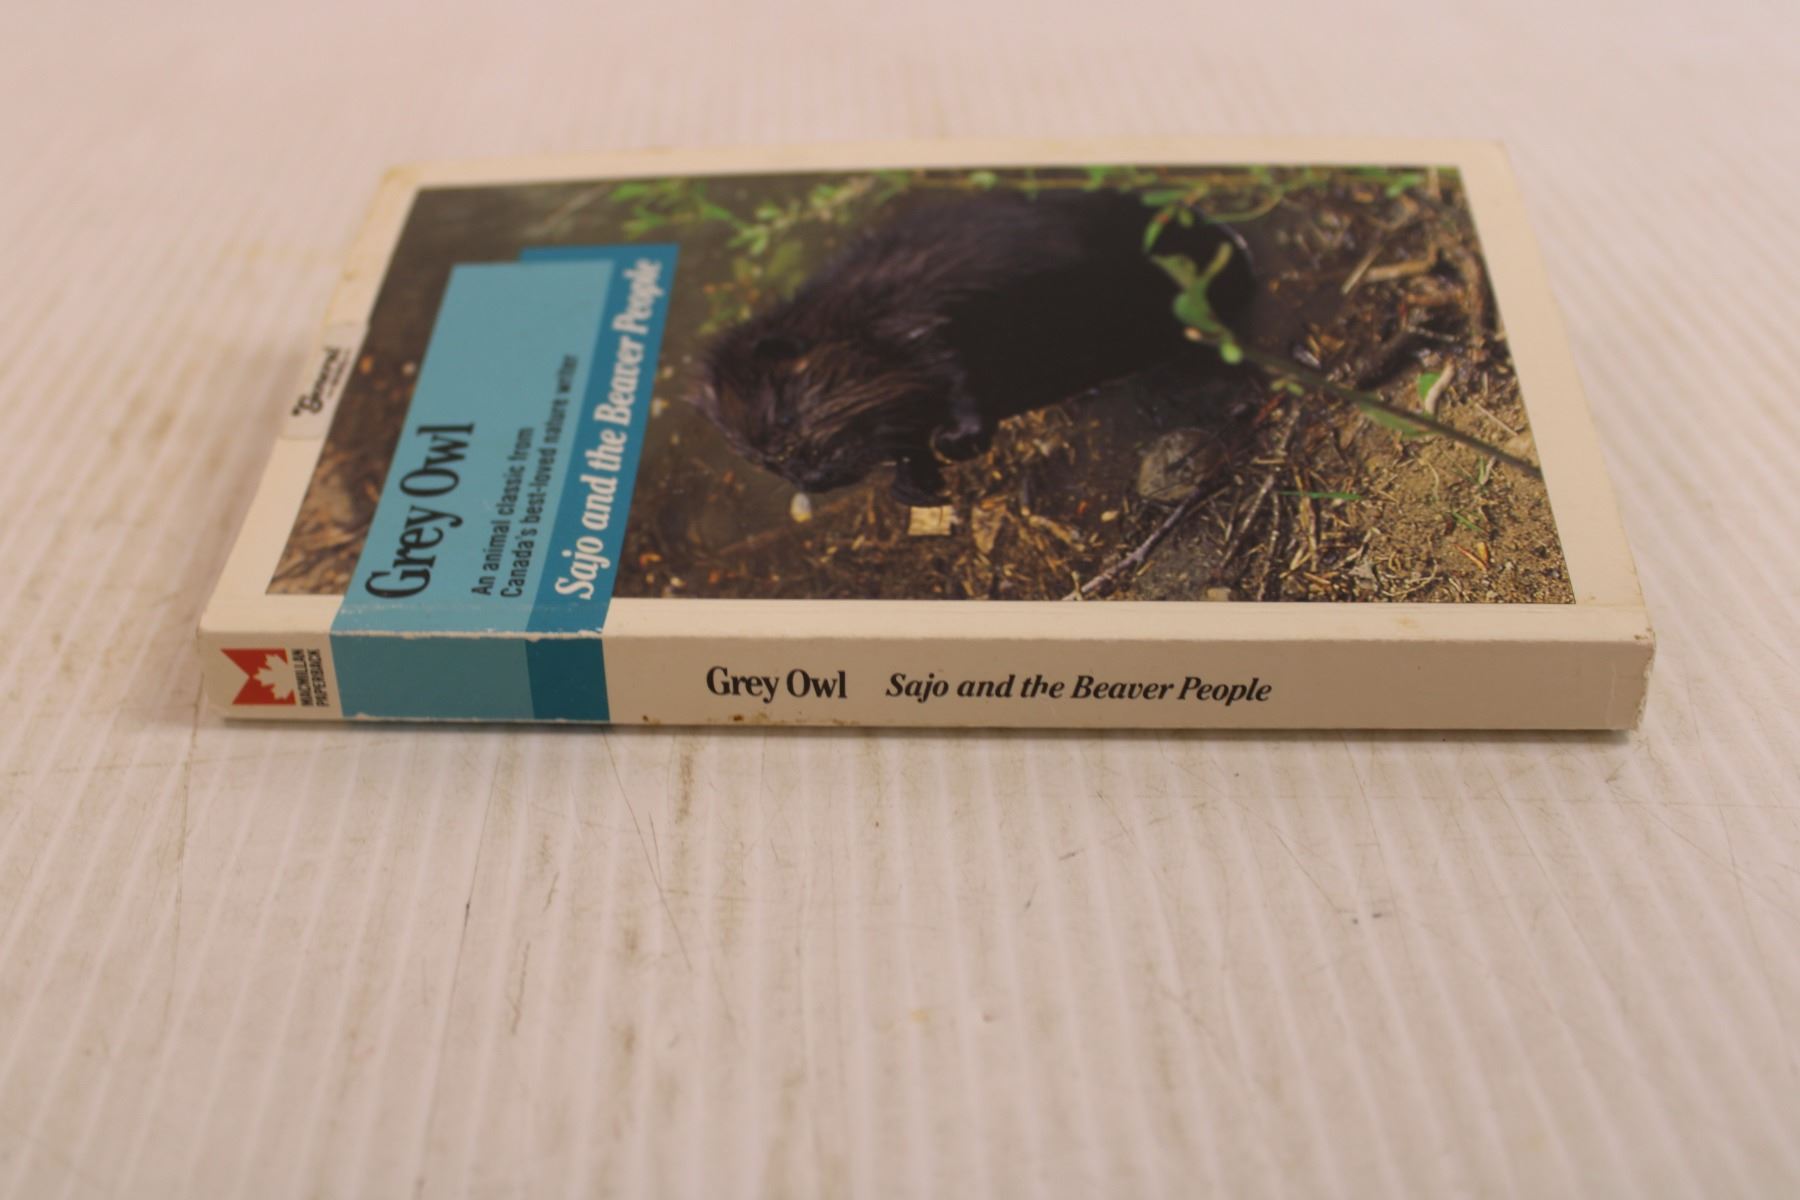 Grey Owl
An animal classic from
Canada's best-loved nature writer
Sajo and the Beaver People
MACMILLAN
PAPERBACK
Grey Owl Sajo and the Beaver People